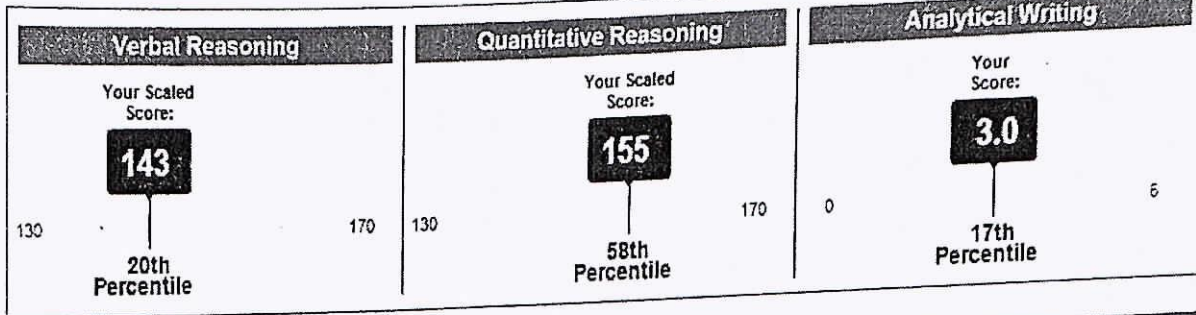 Verbal Reasoning
Your Scaled
Score:
143
130
170
20th
Percentile
Quantitative Reasoning
Your Scaled
Score:
155
130
170
58th
Percentile
Analytical Writing
Your
Score:
3.0
0
6
17th
Percentile